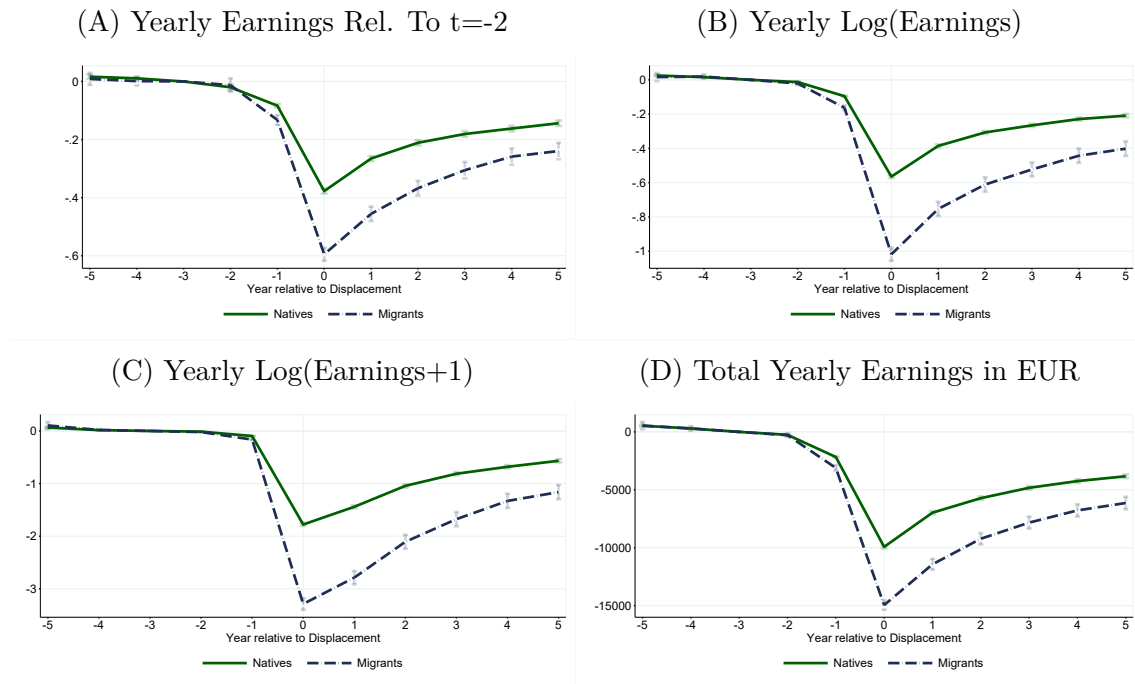 (A) Yearly Earnings Rel. To t=-2
0
-.2
-.4
-.6
-5 -4 -3 -2 -1 0 1 2 3 4 5
Year relative to Displacement
Natives Migrants
(B) Yearly Log(Earnings)
0
-.2
-.4
-.6
-.8
-1
-5 -4 -3 -2 -1 0 1 2 3 4 5
Year relative to Displacement
Natives Migrants
(C) Yearly Log(Earnings+1)
0
-1
-2
-3
-5 -4 -3 -2 -1 0 1 2 3 4 5
Year relative to Displacement
Natives Migrants
(D) Total Yearly Earnings in EUR
0
-5000
-10000
-15000
-5 -4 -3 -2 -1 0 1 2 3 4 5
Year relative to Displacement
Natives Migrants